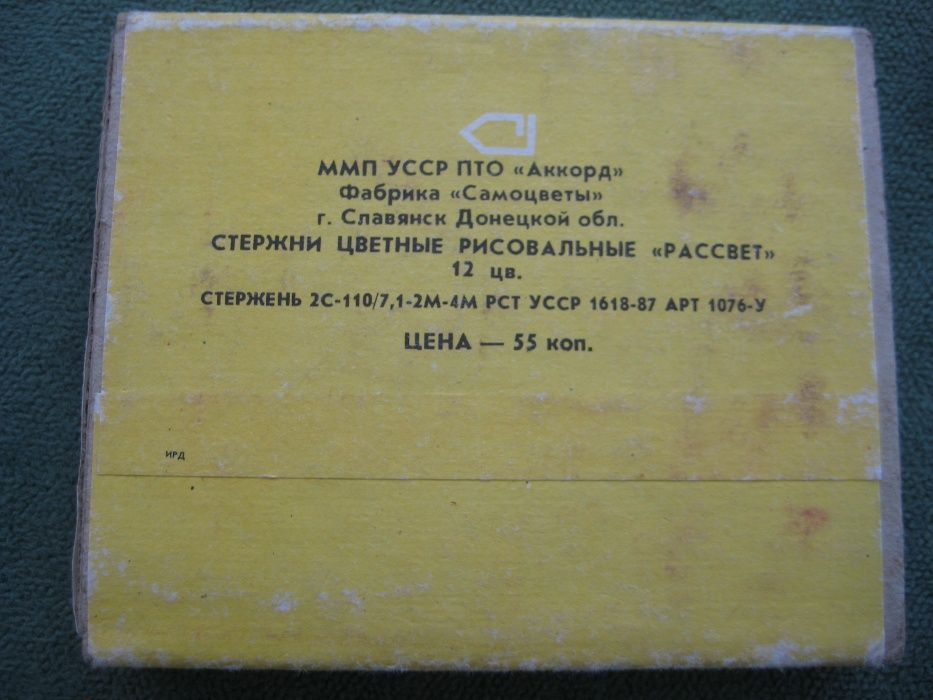 ММП УССР ПТО «Аккорд»
Фабрика «Самоцветы»
г. Славянск Донецкой обл.
СТЕРЖНИ ЦВЕТНЫЕ РИСОВАЛЬНЫЕ «РАССВЕТ»
12 цв.
СТЕРЖЕНЬ 2С-110/7,1-2М-4М РСТ УССР 1618-87 АРТ 1076-У
ЦЕНА — 55 коп.
ИРД